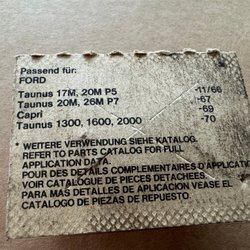 Passend für:
FORD
Taunus 17M, 20M P5 -11/66
Taunus 20M, 26M P7 -67
Capri -69
Taunus 1300, 1600, 2000 -70
* WEITERE VERWENDUNG SIEHE KATALOG.
REFER TO PARTS CATALOG FOR FULL
APPLICATION DATA.
POUR DES DETAILS COMPLEMENTAIRES D'APPLICATION
VOIR LE CATALOGUE DE PIECES DETACHEES.
PARA MAS DETALLES DE APLICACION VEASE EL
CATALOGO DE PIEZAS DE REPUESTO.